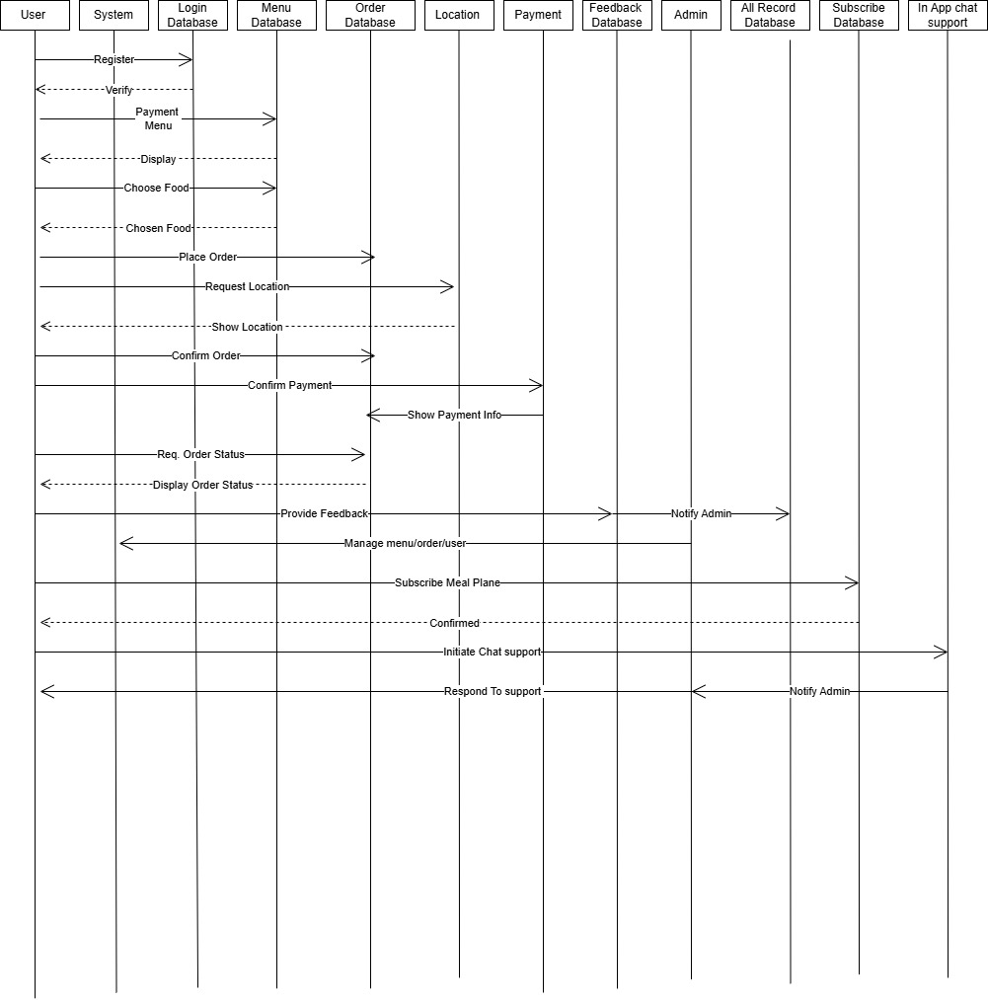 User
System
Login
Database
Menu
Database
Order
Database
Location
Payment
Feedback
Database
Admin
All Record
Database
Subscribe
Database
In App chat
support
Register
Verify
Payment
Menu
Display
Choose Food
Chosen Food
Place Order
Request Location
Show Location
Confirm Order
Confirm Payment
Show Payment Info
Req. Order Status
Display Order Status
Provide Feedback
Notify Admin
Manage menu/order/user
Subscribe Meal Plane
Confirmed
Initiate Chat support
Respond To support
Notify Admin